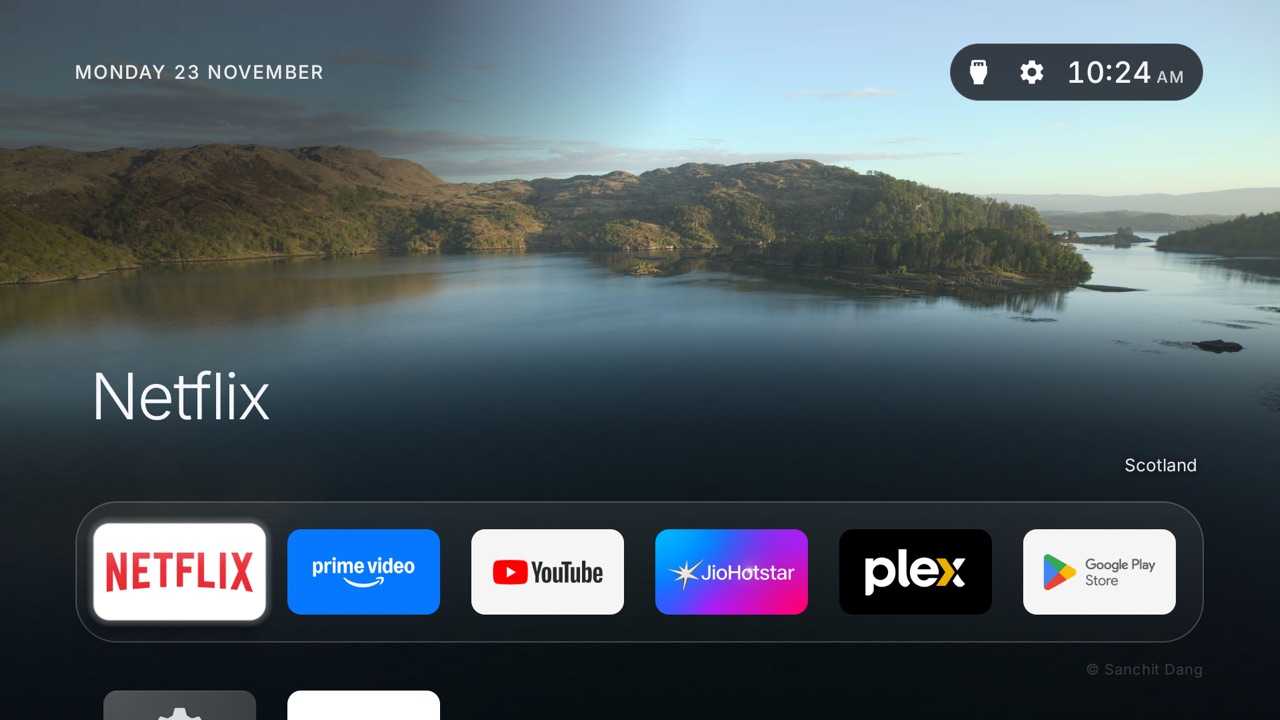 MONDAY 23 NOVEMBER
10:24 AM
Netflix
Scotland
NETFLIX
prime video
YouTube
JioHotstar
plex
Google Play
Store
© Sanchit Dang